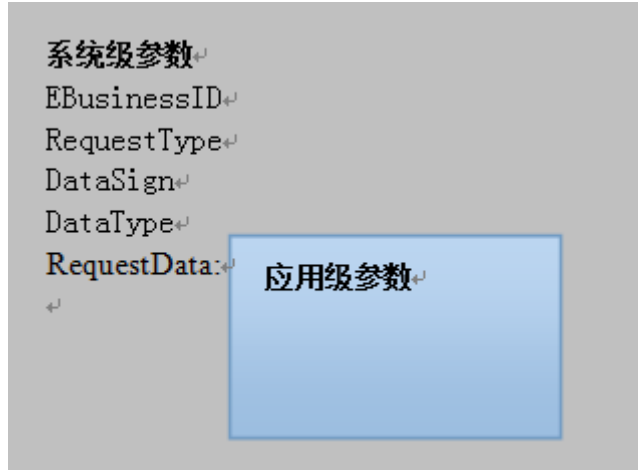 系统级参数
EBusinessID
RequestType
DataSign
DataType
RequestData:
应用级参数